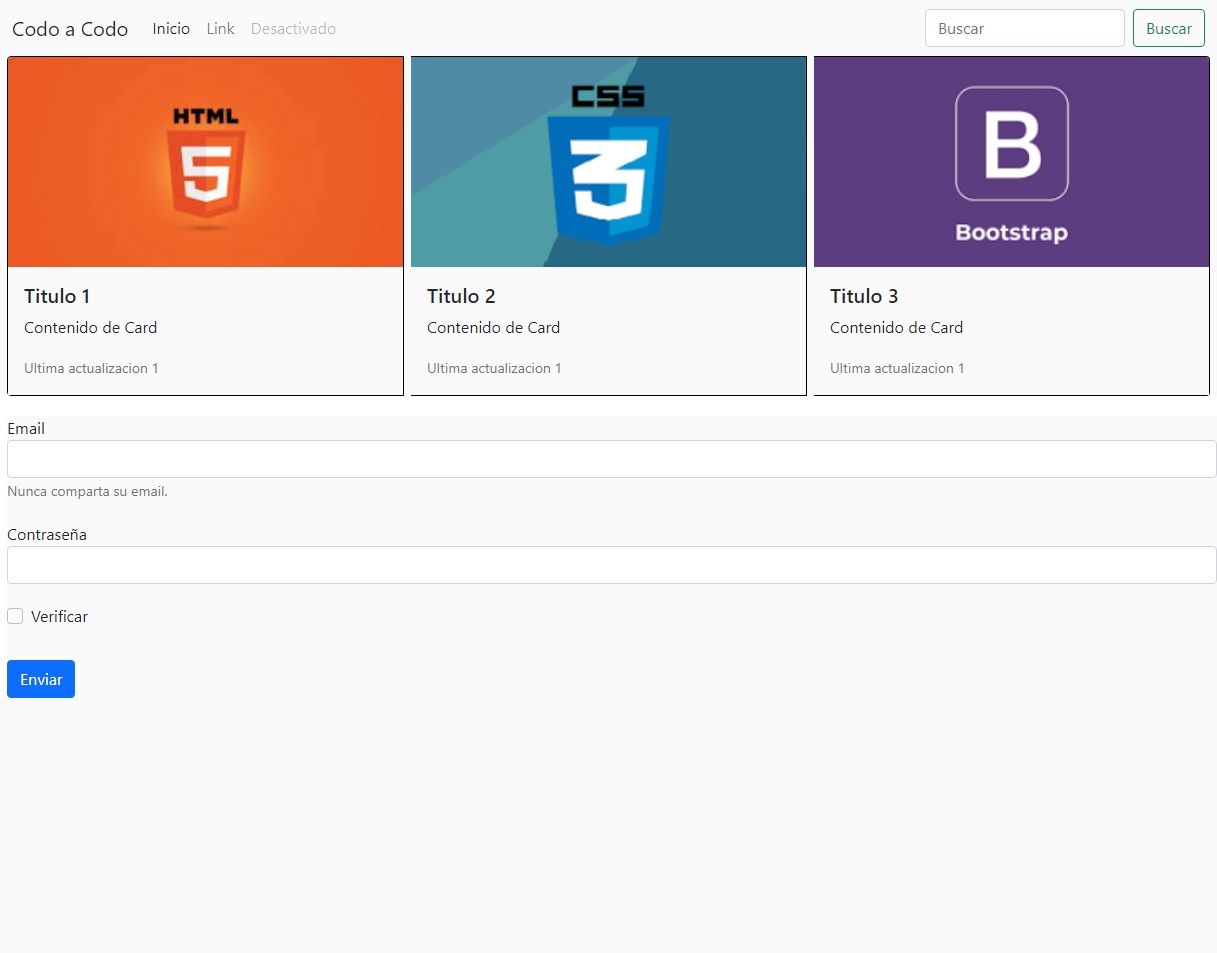 Codo a Codo Inicio Link Desactivado Buscar Buscar
HTML
5
CSS
3
B
Bootstrap
Titulo 1
Contenido de Card
Ultima actualizacion 1
Titulo 2
Contenido de Card
Ultima actualizacion 1
Titulo 3
Contenido de Card
Ultima actualizacion 1
Email
Nunca comparta su email.
Contraseña
Verificar
Enviar